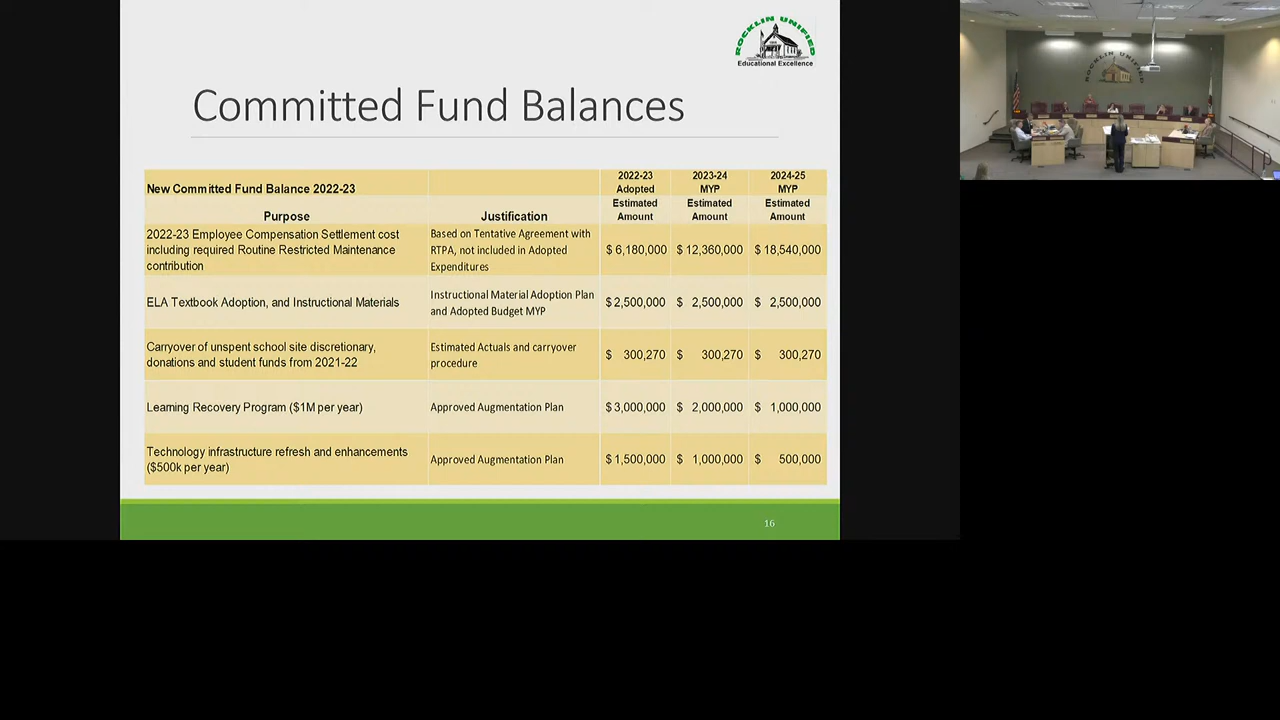 ROCKLIN UNIFIED
Educational Excellence
Committed Fund Balances
New Committed Fund Balance 2022-23
2022-23
Adopted
Estimated
Amount
2023-24
MYP
Estimated
Amount
2024-25
MYP
Estimated
Amount
Purpose
Justification
2022-23 Employee Compensation Settlement cost
including required Routine Restricted Maintenance
contribution
Based on Tentative Agreement with
RTPA, not included in Adopted
Expenditures
$ 6,180,000
$ 12,360,000
$ 18,540,000
ELA Textbook Adoption, and Instructional Materials
Instructional Material Adoption Plan
and Adopted Budget MYP
$ 2,500,000
$ 2,500,000
$ 2,500,000
Carryover of unspent school site discretionary,
donations and student funds from 2021-22
Estimated Actuals and carryover
procedure
$ 300,270
$ 300,270
$ 300,270
Learning Recovery Program ($1M per year)
Approved Augmentation Plan
$ 3,000,000
$ 2,000,000
$ 1,000,000
Technology infrastructure refresh and enhancements
($500k per year)
Approved Augmentation Plan
$ 1,500,000
$ 1,000,000
$ 500,000
16
ROCKLIN UNIFIED